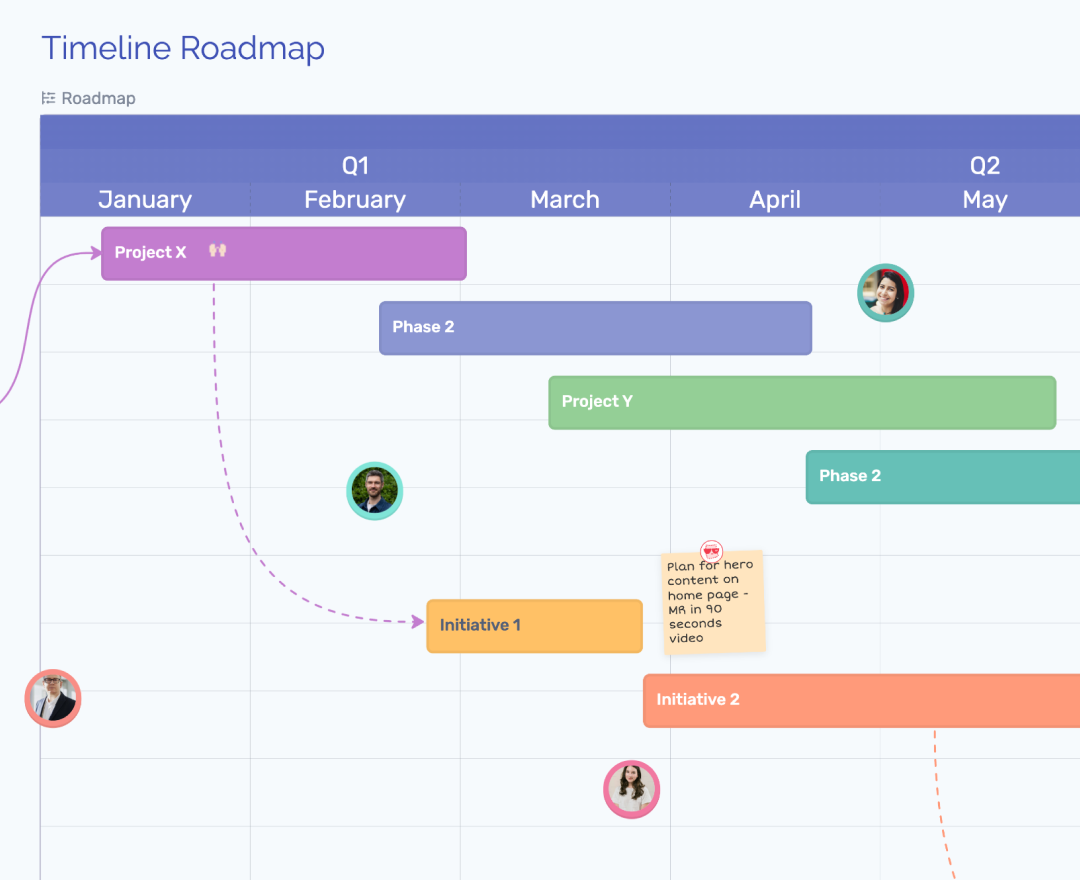 Timeline Roadmap
Roadmap
Q1 Q2
January February March April May
Project X
Phase 2
Project Y
Phase 2
Plan for hero
content on
home page -
MR in 90
seconds
video
Initiative 1
Initiative 2